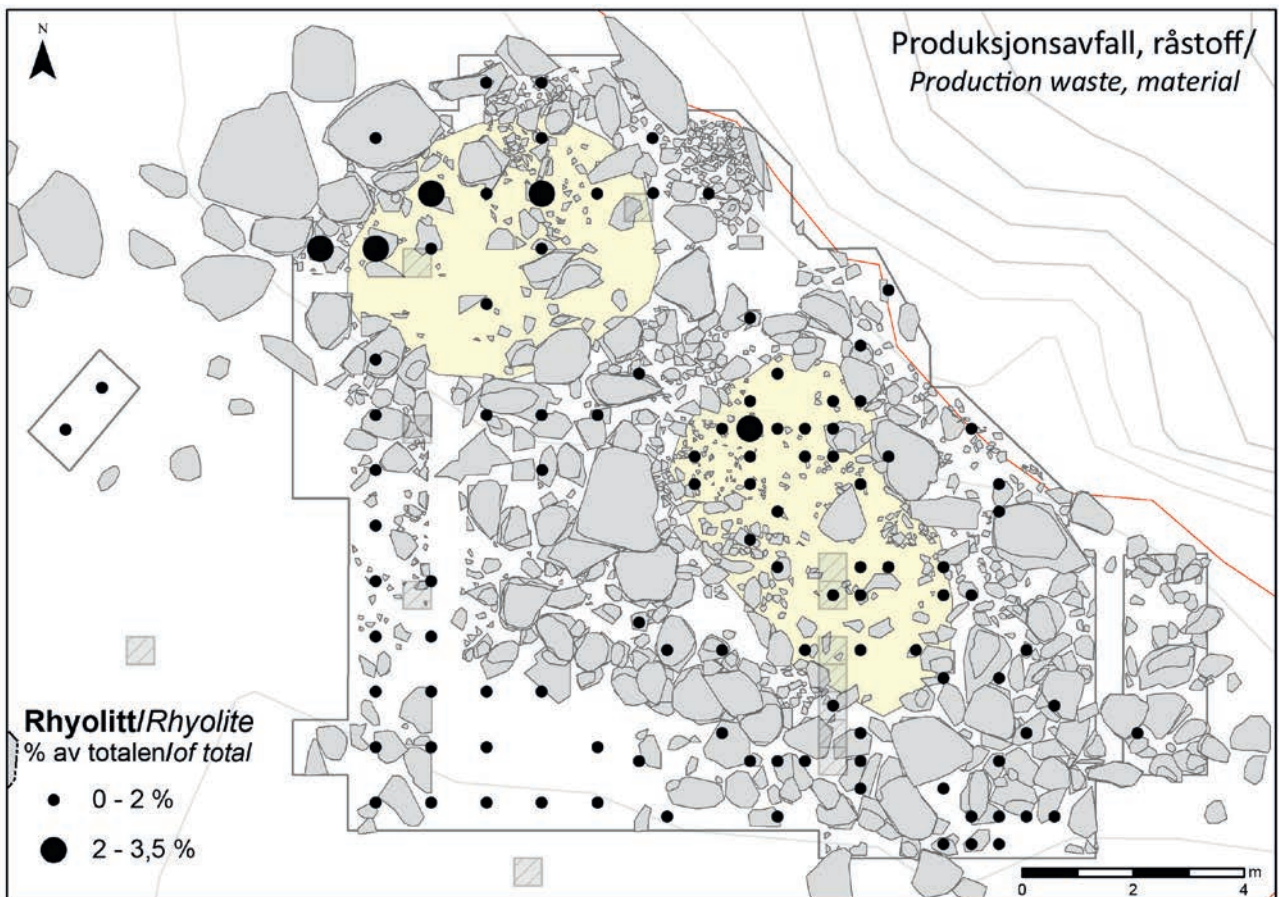 N
Produksjonsavfall, råstoff/
Production waste, material
Rhyolitt/Rhyolite
% av totalen/of total
0 - 2 %
2 - 3,5 %
m
0 2 4